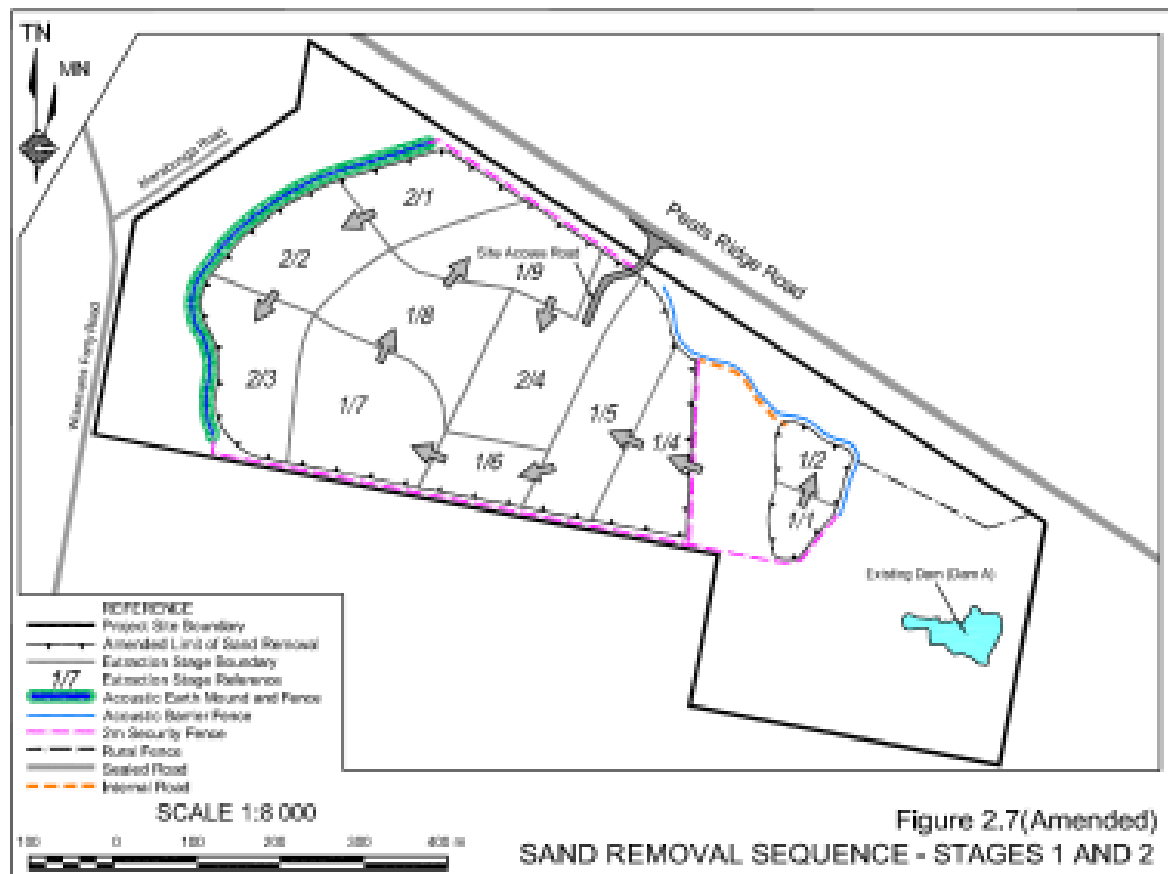 TN
MN
Peats Ridge Road
2/1
Site Access Road
2/2
1/9
1/8
2/3
2/4
1/7
1/5
1/4
1/6
1/2
1/1
Existing Dam (Dam A)
REFERENCE
Project Site Boundary
Amended Limit of Sand Removal
Extraction Stage Boundary
1/7 Extraction Stage Reference
Acoustic Earth Mound and Fence
Acoustic Barrier Fence
2m Security Fence
Rural Fence
Sealed Road
Internal Road
SCALE 1:8 000
100 0 100 200 300 400 m
Figure 2.7(Amended)
SAND REMOVAL SEQUENCE - STAGES 1 AND 2